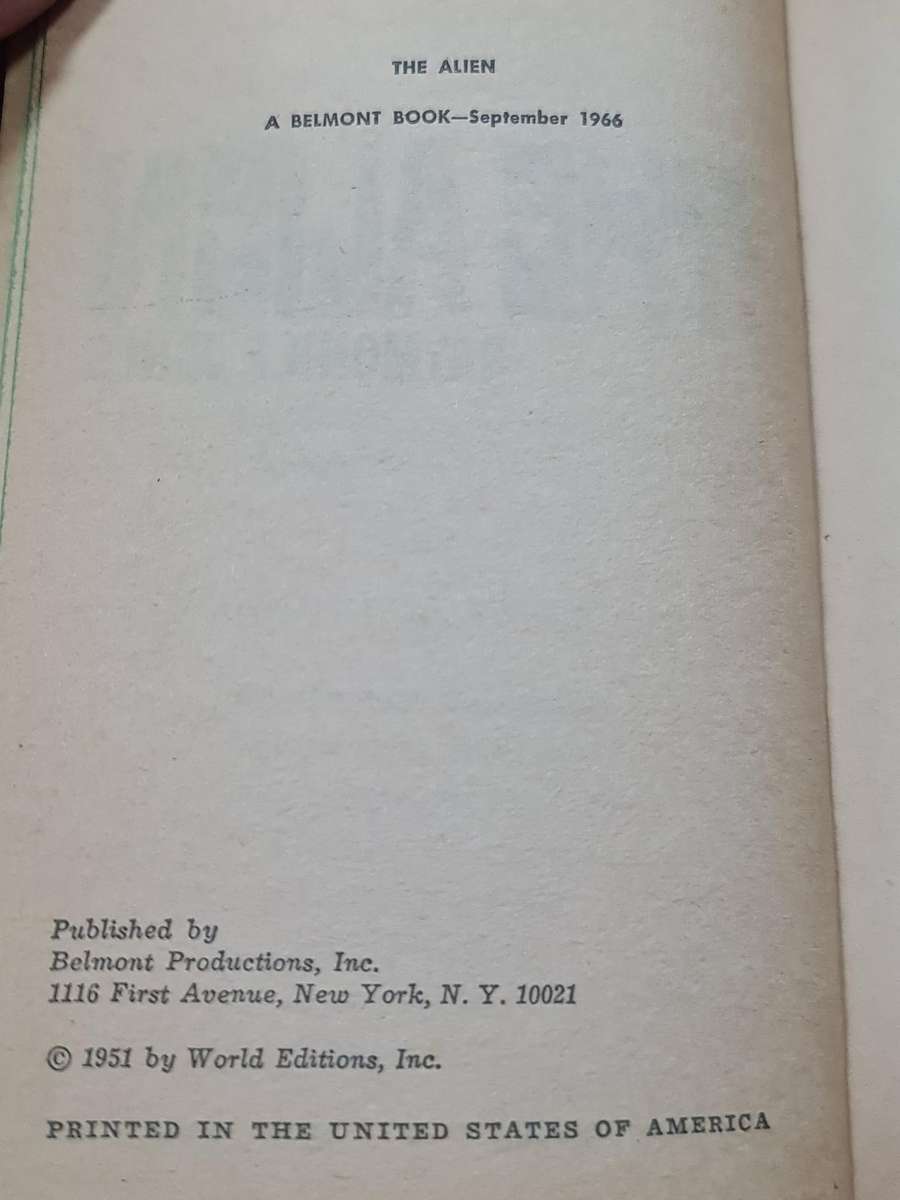 THE ALIEN
A BELMONT BOOK—September 1966
Published by
Belmont Productions, Inc.
1116 First Avenue, New York, N. Y. 10021
© 1951 by World Editions, Inc.
PRINTED IN THE UNITED STATES OF AMERICA